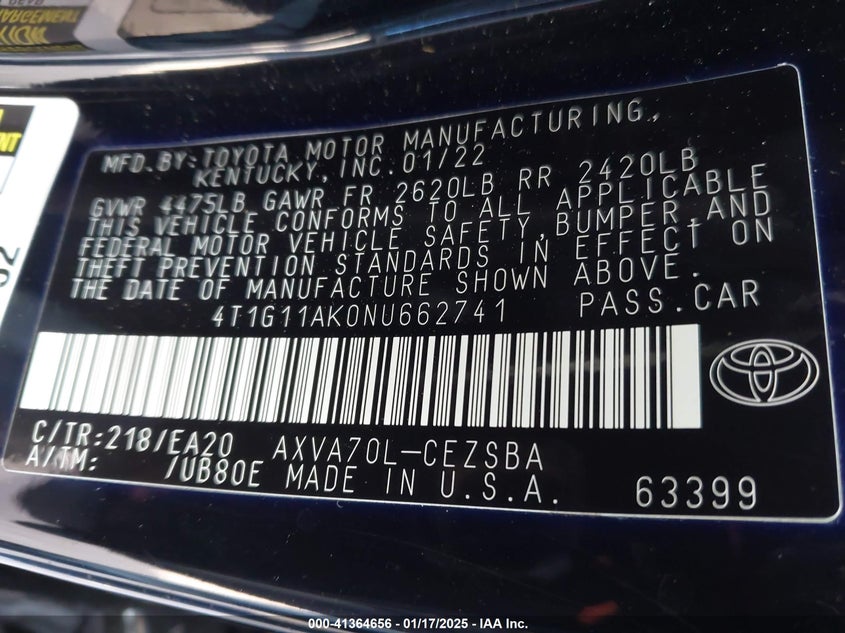 MFD.BY:TOYOTA MOTOR MANUFACTURING,
KENTUCKY,INC.01/22
GVWR 4475LB GAWR FR 2620LB RR 2420LB
THIS VEHICLE CONFORMS TO ALL APPLICABLE
FEDERAL MOTOR VEHICLE SAFETY,BUMPER,AND
THEFT PREVENTION STANDARDS IN EFFECT ON
THE DATE OF MANUFACTURE SHOWN ABOVE.
4T1G11AK0NU662741 PASS.CAR
C/TR:218/EA20 AXVA70L-CEZSBA
A/TM: /UB80E MADE IN U.S.A. 63399
000-41364656 - 01/17/2025 - IAA Inc.